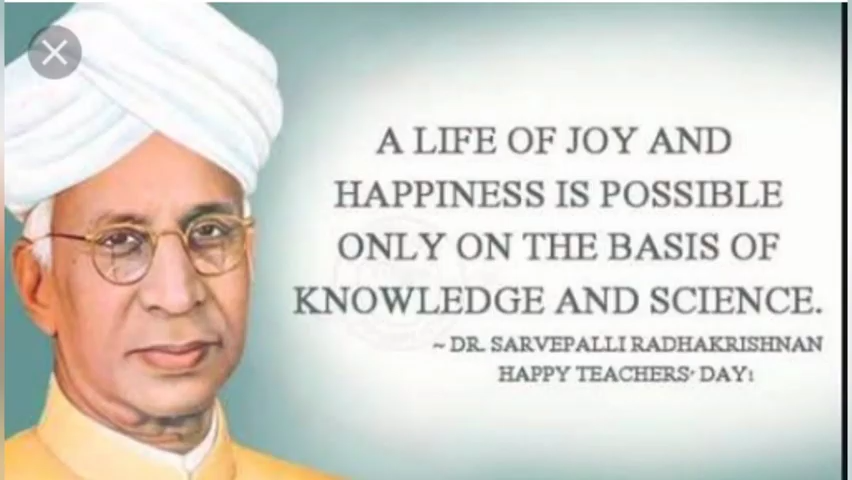 A LIFE OF JOY AND
HAPPINESS IS POSSIBLE
ONLY ON THE BASIS OF
KNOWLEDGE AND SCIENCE.
~ DR. SARVEPALLI RADHAKRISHNAN
HAPPY TEACHERS' DAY!